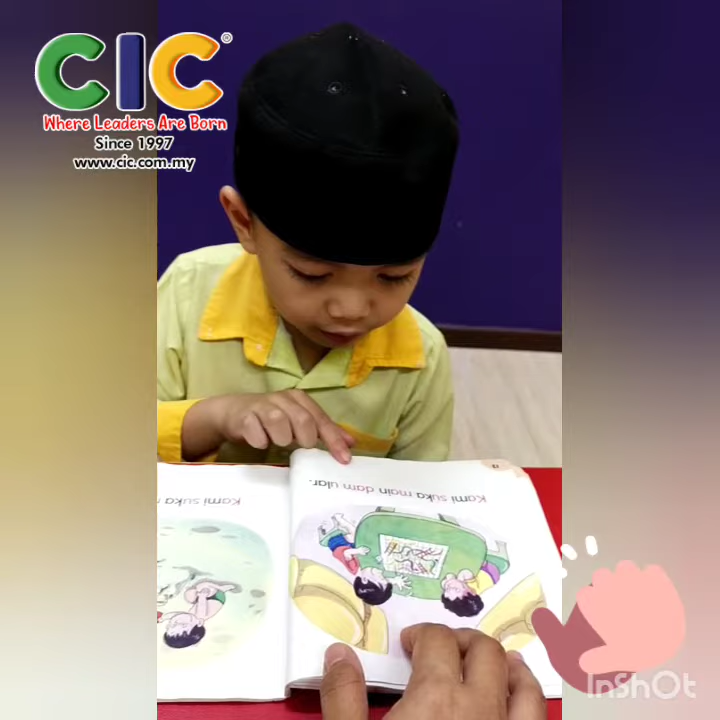 CIC®
Where Leaders Are Born
Since 1997
www.cic.com.my
Kami suka
Kami suka main dam ular.
InShOt